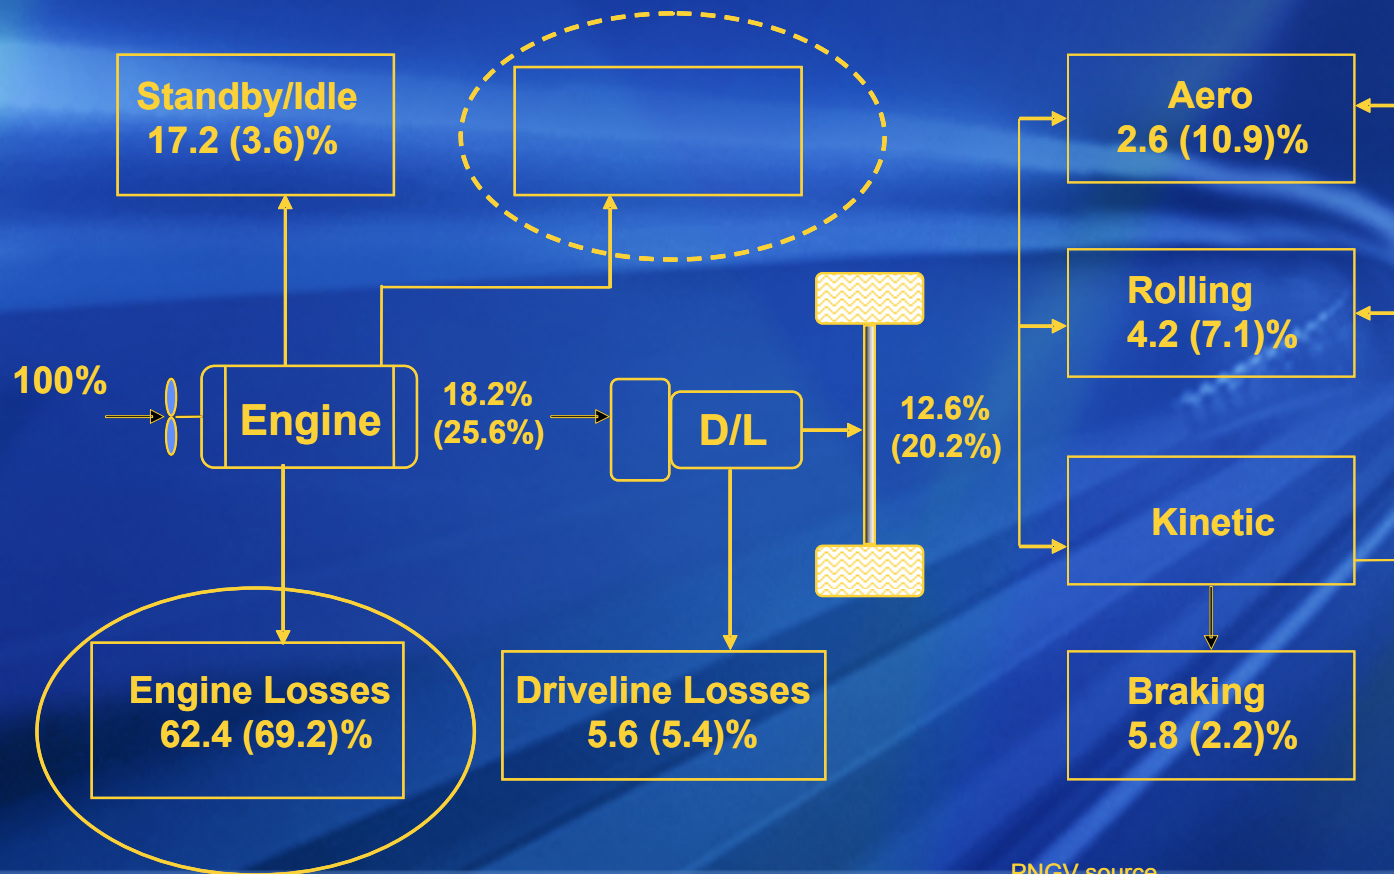 Standby/Idle
17.2 (3.6)%
Aero
2.6 (10.9)%
Rolling
4.2 (7.1)%
100%
Engine
18.2%
(25.6%)
D/L
12.6%
(20.2%)
Kinetic
Engine Losses
62.4 (69.2)%
Driveline Losses
5.6 (5.4)%
Braking
5.8 (2.2)%
PNGV source